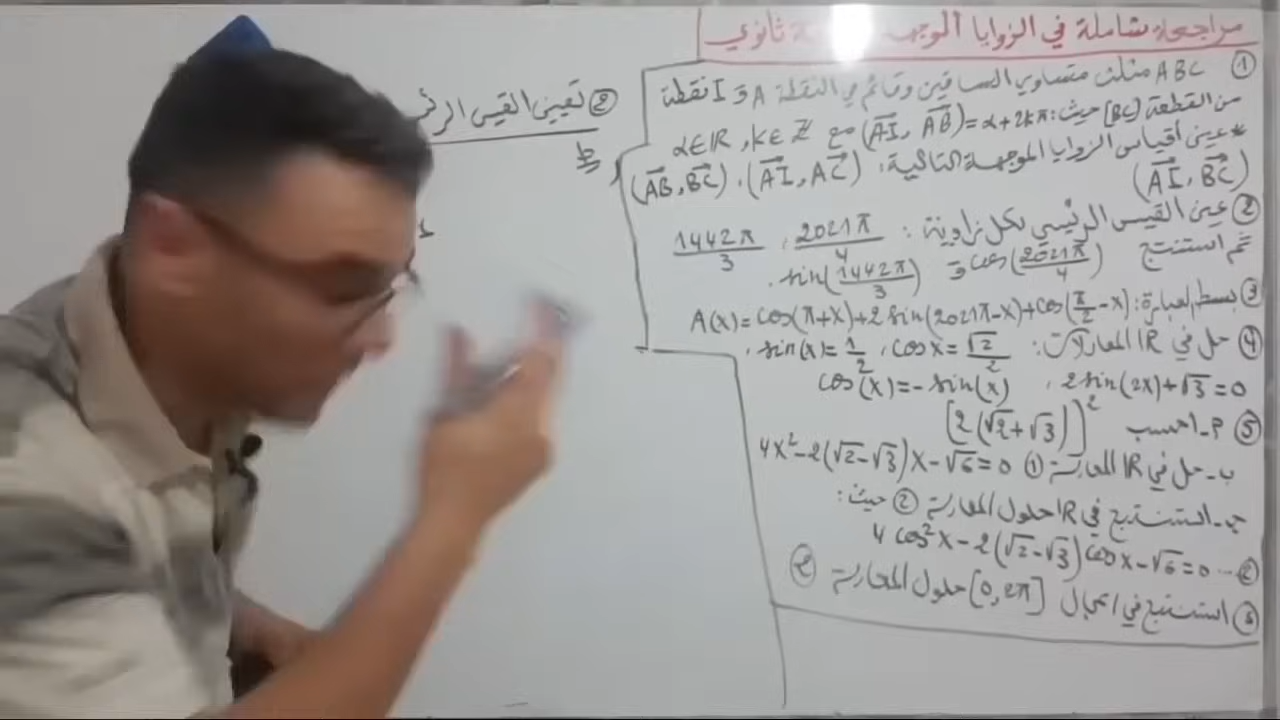 مراجعة شاملة في الزوايا الموجهة ثانوي
① ABC مثلث متساوي الساقين وقائم في النقطة A و I نقطة
من القطعة [BC] حيث: (AI, AB) = α + 2kπ مع α∈ℝ, k∈ℤ
* عين أقياس الزوايا الموجهة التالية: (AI, AC), (AB, BC)
(AI, BC)
② عين القيس الرئيسي لكل زاوية: 2021π/4, 1442π/3
ثم استنتج cos(2021π/4) و sin(1442π/3).
③ بسط العبارة: A(x)=cos(π+x)+2sin(2021π-x)+cos(π/2-x)
④ حل في ℝ المعادلات: cos x=√2/2, sin(x)=1/2,
2sin(2x)+√3=0, cos(x)=-sin(x)
⑤ أ- احسب [2(√2+√3)]²
ب- حل في ℝ المعادلة ① 4x²-2(√2-√3)x-√6=0
ج- استنتج في ℝ حلول المعادلة ② حيث:
4cos²x-2(√2-√3)cos x-√6=0 ...②
③ استنتج في المجال [0,2π] حلول المعادلة ②
② تعيين القيس